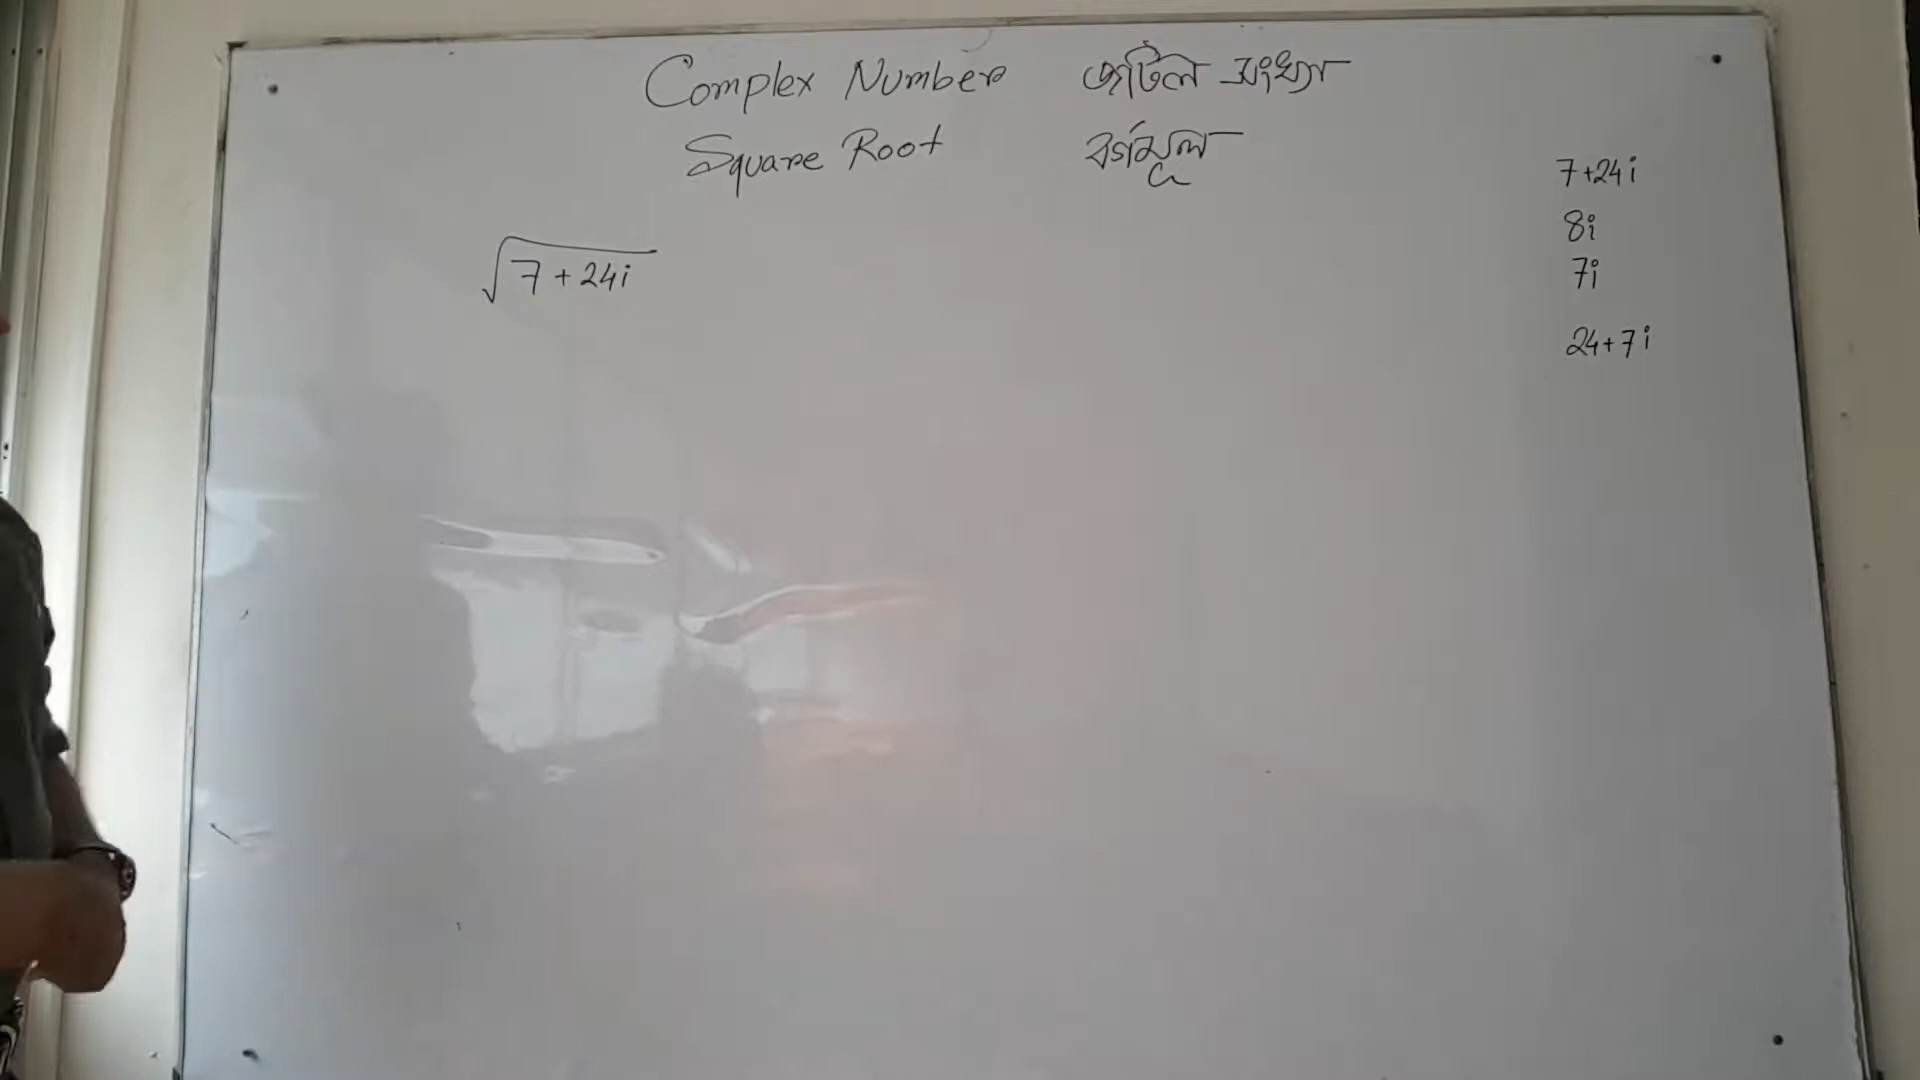 Complex Number জটিল সংখ্যা
Square Root বর্গমূল
√7 + 24i
7 + 24i
8i
7i
24 + 7i